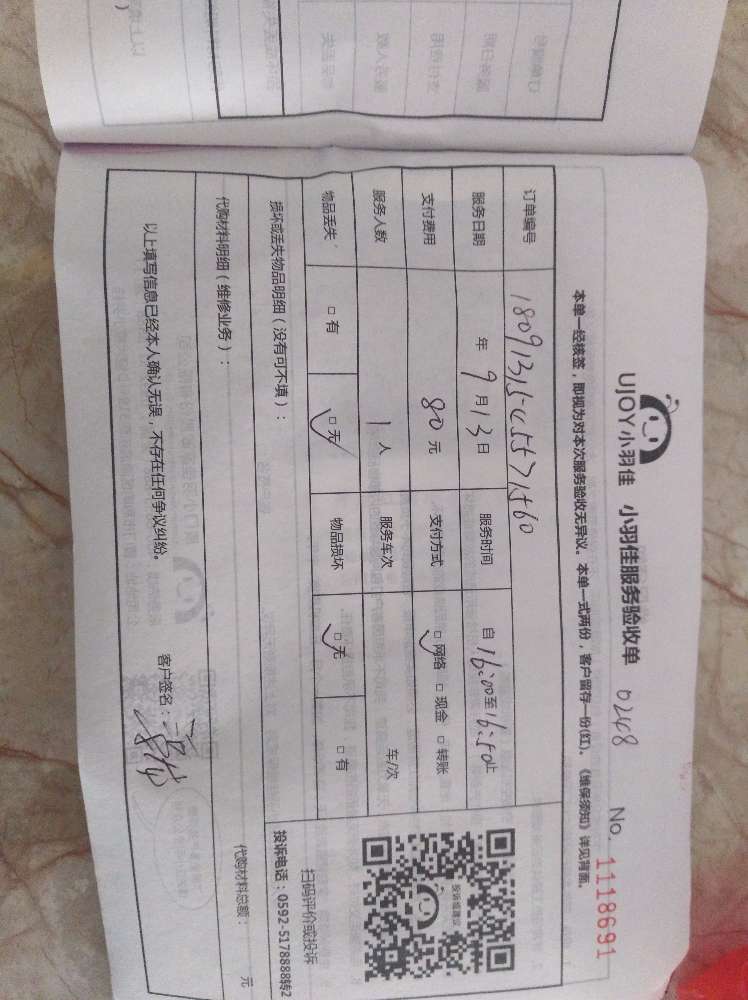 UJOY小羽佳 小羽佳服务验收单 0248 No. 1118691
本单一经核签，即视为对本次服务验收无异议。本单一式两份，客户留存一份(红)。《维保须知》详见背面。
订单编号
服务日期 年 9 月 13 日 服务时间 自 16:00 至 16:50 止
支付费用 80 元 支付方式 □ 网络 □ 现金 □ 转账
服务人数 1 人 服务车次 车/次
物品丢失 □ 有 □ 无 物品损坏 □ 无 □ 有
投诉或建议
扫码评价或投诉
投诉电话：0592-5178888转2
损坏或丢失物品明细（没有可不填）：
代购材料明细（维修业务）： 代购材料总额： 元
以上填写信息已经本人确认无误，不存在任何争议纠纷。 客户签名：